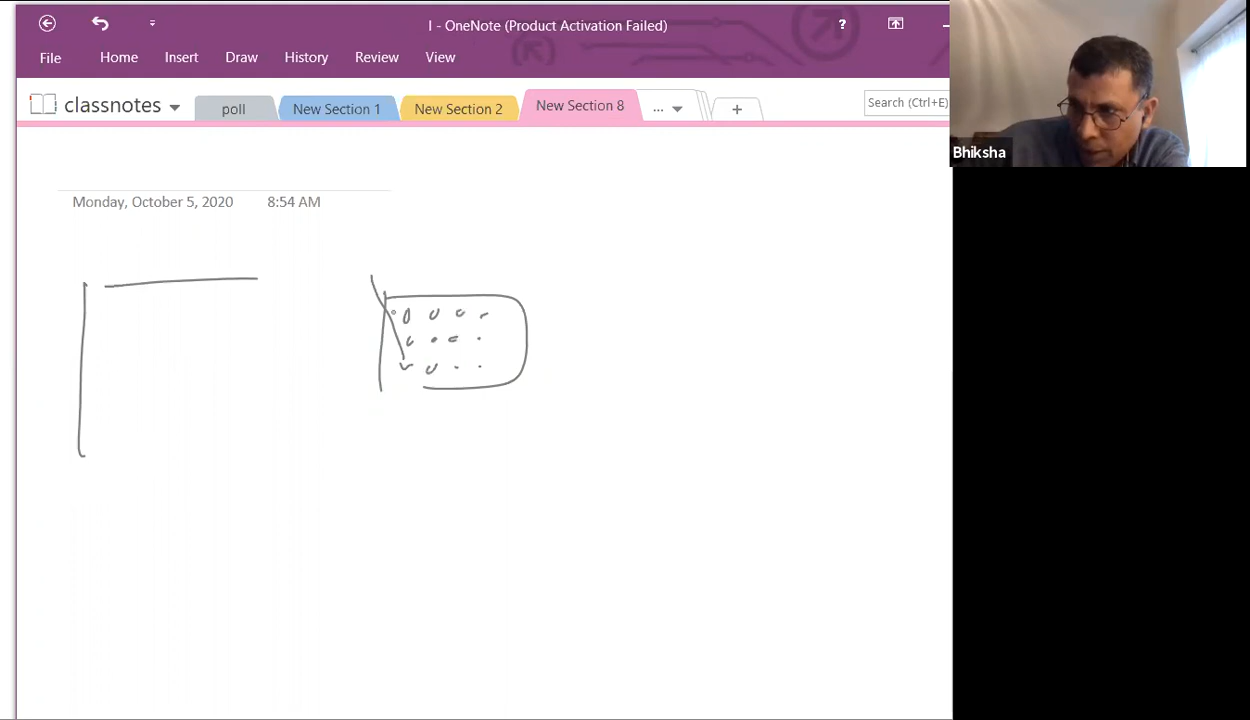 I - OneNote (Product Activation Failed)
?
File Home Insert Draw History Review View
classnotes poll New Section 1 New Section 2 New Section 8 ... + Search (Ctrl+E)
Bhiksha
Monday, October 5, 2020 8:54 AM